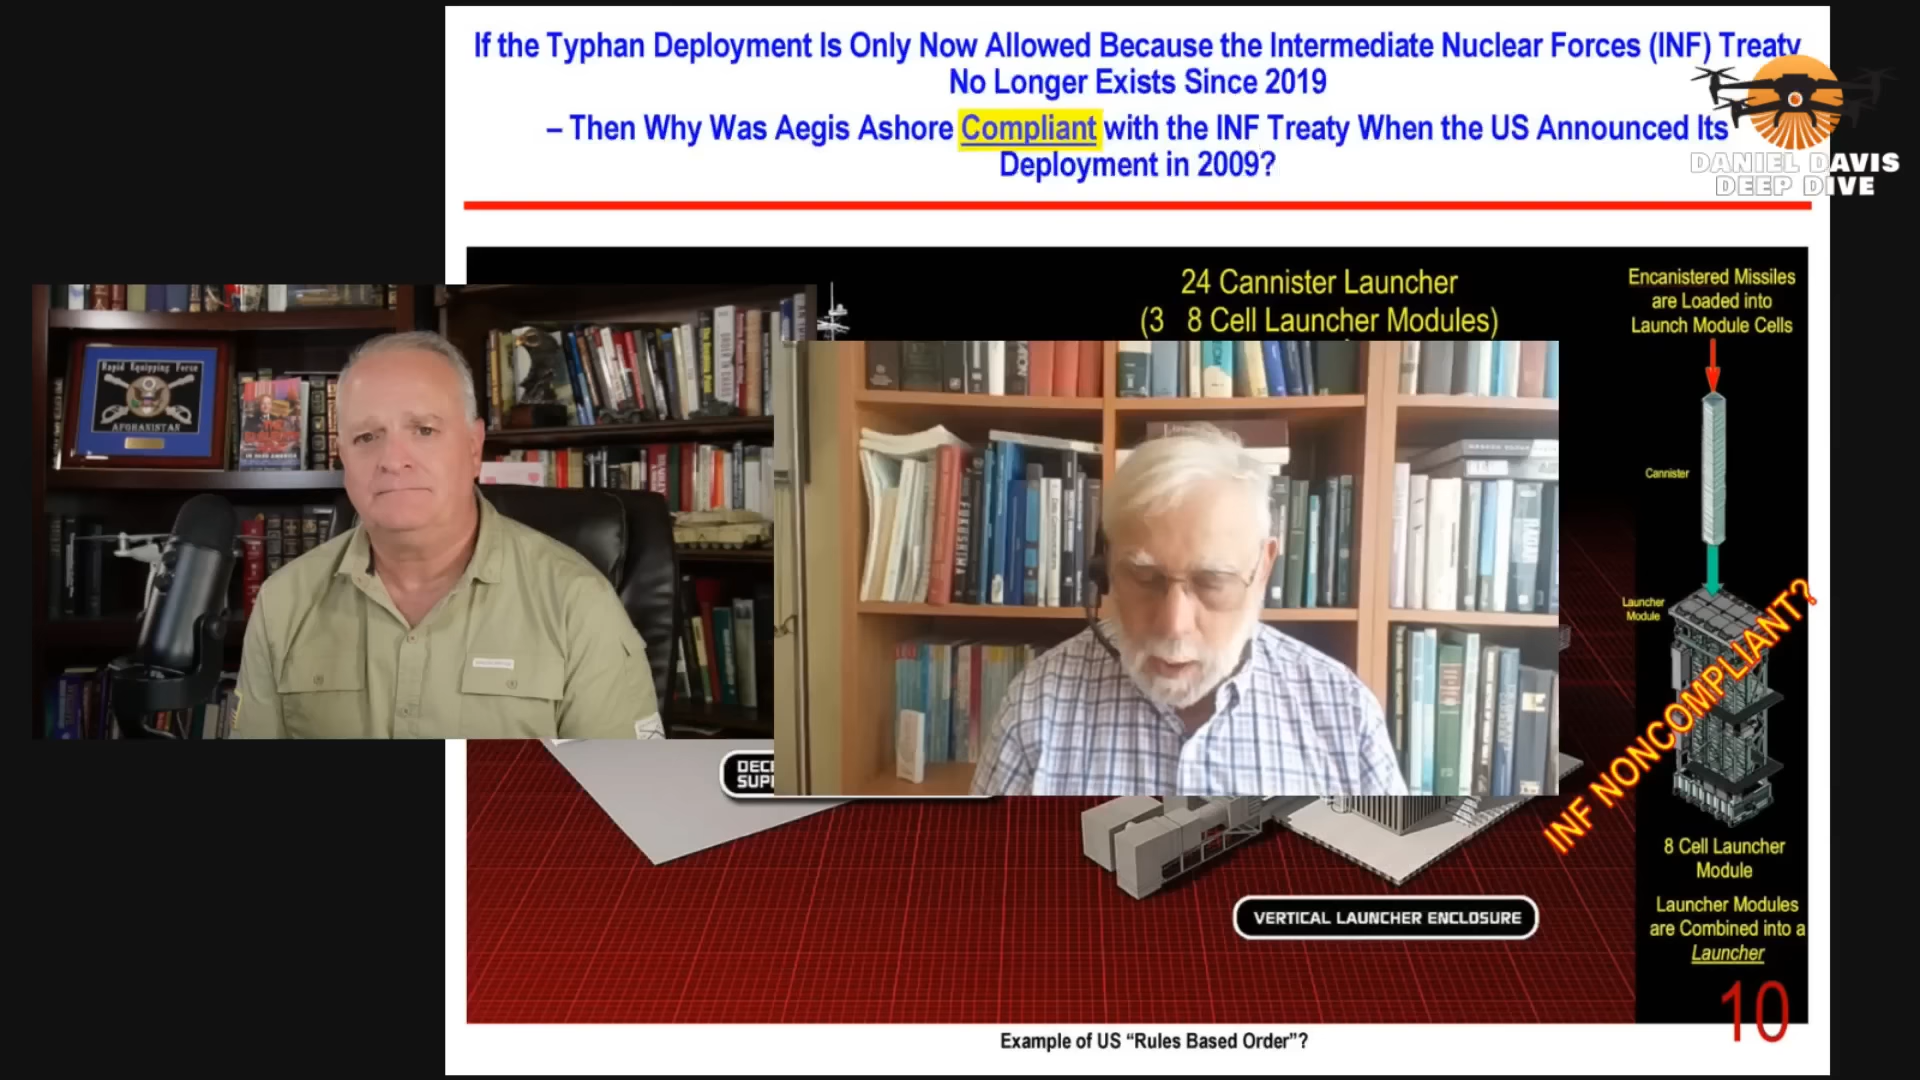 If the Typhan Deployment Is Only Now Allowed Because the Intermediate Nuclear Forces (INF) Treaty
No Longer Exists Since 2019
– Then Why Was Aegis Ashore Compliant with the INF Treaty When the US Announced Its
Deployment in 2009?
DANIEL DAVIS
DEEP DIVE
24 Cannister Launcher
(3 8 Cell Launcher Modules)
Encanistered Missiles
are Loaded into
Launch Module Cells
Rapid Equipping Force
AFGHANISTAN
FUKUSHIMA
Cannister
Launcher
Module
INF NONCOMPLIANT?
DECK
SUPP
VERTICAL LAUNCHER ENCLOSURE
8 Cell Launcher
Module
Launcher Modules
are Combined into a
Launcher
10
Example of US “Rules Based Order”?